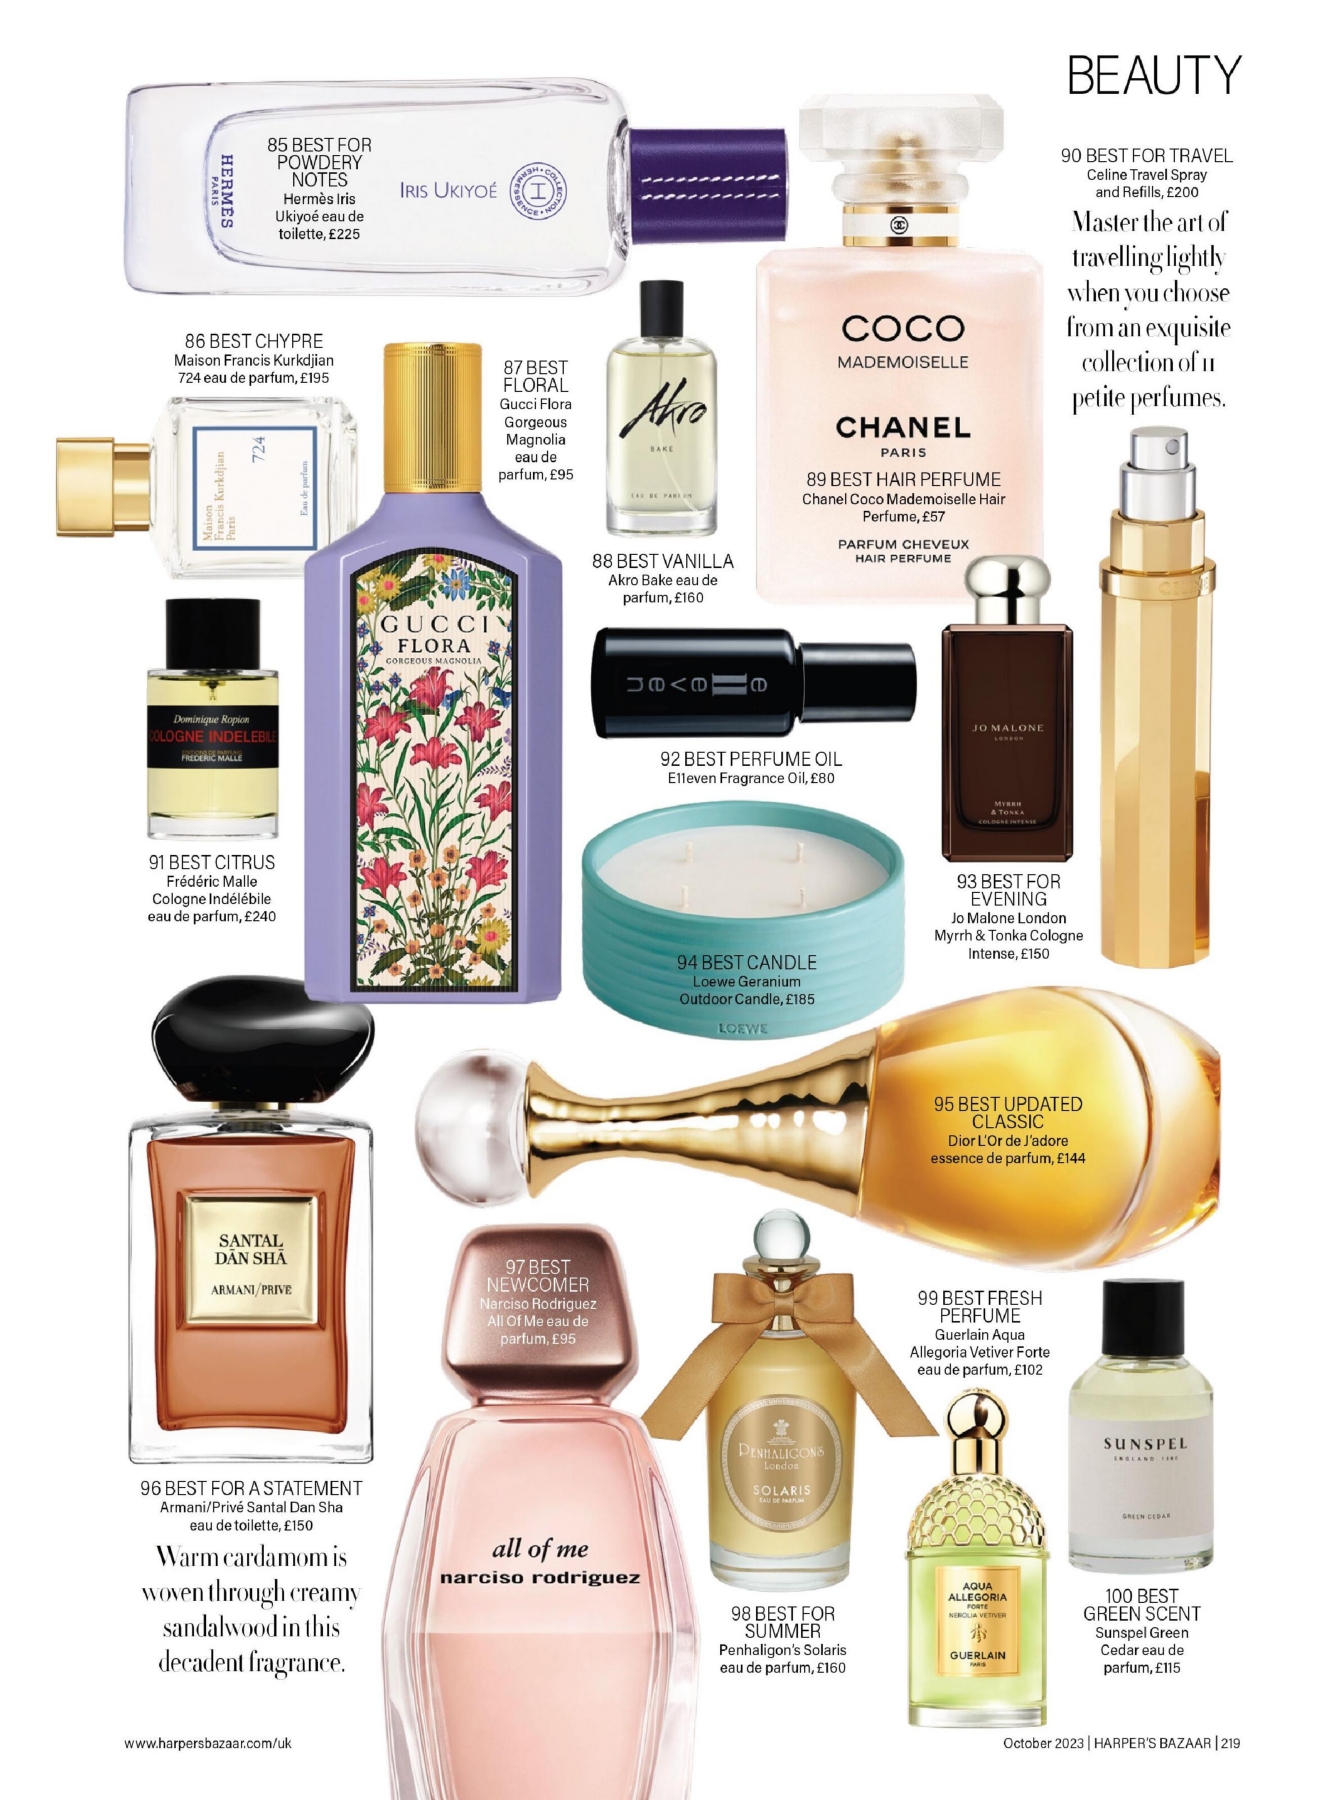 BEAUTY
85 BEST FOR
POWDERY
NOTES
Hermès Iris
Ukiyoé eau de
toilette, £225
HERMÈS
PARIS
IRIS UKIYOÉ
HERMESSENCE • COLLECTION •
H
86 BEST CHYPRE
Maison Francis Kurkdjian
724 eau de parfum, £195
Maison
Francis Kurkdjian
Paris
724
Eau de parfum
87 BEST
FLORAL
Gucci Flora
Gorgeous
Magnolia
eau de
parfum, £95
GUCCI
FLORA
GORGEOUS MAGNOLIA
Akro
BAKE
EAU DE PARFUM
88 BEST VANILLA
Akro Bake eau de
parfum, £160
COCO
MADEMOISELLE
CHANEL
PARIS
89 BEST HAIR PERFUME
Chanel Coco Mademoiselle Hair
Perfume, £57
PARFUM CHEVEUX
HAIR PERFUME
90 BEST FOR TRAVEL
Celine Travel Spray
and Refills, £200
Master the art of
travelling lightly
when you choose
from an exquisite
collection of 11
petite perfumes.
CELINE
Dominique Ropion
COLOGNE INDELEBILE
EDITIONS DE PARFUMS
FREDERIC MALLE
91 BEST CITRUS
Frédéric Malle
Cologne Indélébile
eau de parfum, £240
92 BEST PERFUME OIL
E11even Fragrance Oil, £80
JO MALONE
LONDON
MYRRH
& TONKA
COLOGNE INTENSE
93 BEST FOR
EVENING
Jo Malone London
Myrrh & Tonka Cologne
Intense, £150
94 BEST CANDLE
Loewe Geranium
Outdoor Candle, £185
LOEWE
95 BEST UPDATED
CLASSIC
Dior L'Or de J'adore
essence de parfum, £144
SANTAL
DĀN SHĀ
ARMANI/PRIVÉ
96 BEST FOR A STATEMENT
Armani/Privé Santal Dan Sha
eau de toilette, £150
Warm cardamom is
woven through creamy
sandalwood in this
decadent fragrance.
97 BEST
NEWCOMER
Narciso Rodriguez
All Of Me eau de
parfum, £95
all of me
narciso rodriguez
PENHALIGON'S
London
SOLARIS
EAU DE PARFUM
98 BEST FOR
SUMMER
Penhaligon's Solaris
eau de parfum, £160
99 BEST FRESH
PERFUME
Guerlain Aqua
Allegoria Vetiver Forte
eau de parfum, £102
AQUA
ALLEGORIA
FORTE
NEROLIA VETIVER
GUERLAIN
PARIS
SUNSPEL
ENGLAND 1860
GREEN CEDAR
100 BEST
GREEN SCENT
Sunspel Green
Cedar eau de
parfum, £115
www.harpersbazaar.com/uk
October 2023 | HARPER'S BAZAAR | 219